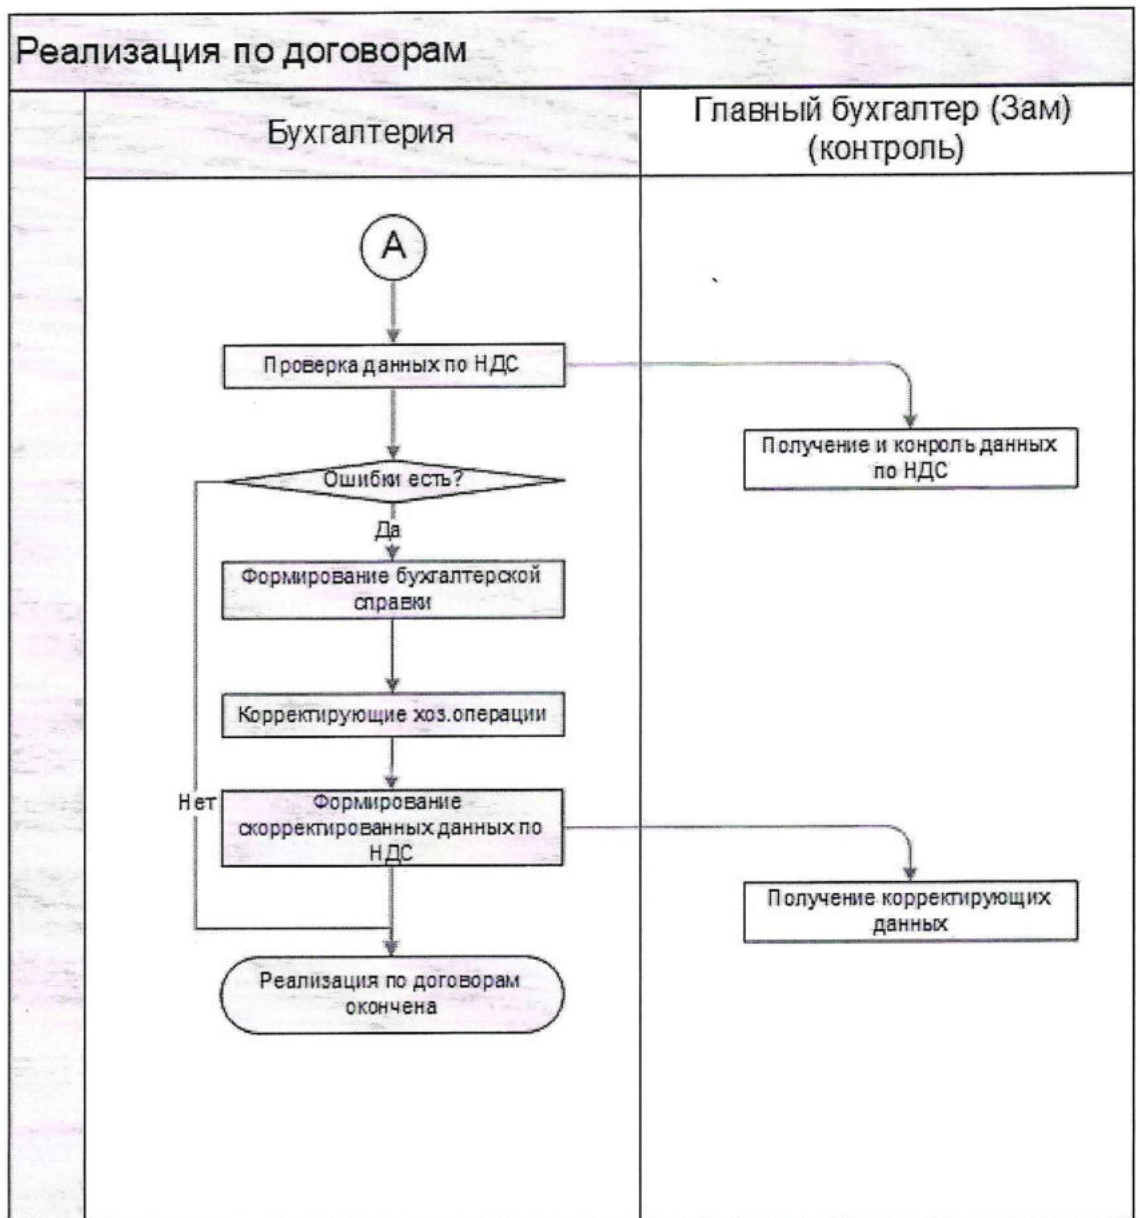 Реализация по договорам
Бухгалтерия
Главный бухгалтер (Зам)
(контроль)
А
Проверка данных по НДС
Получение и конроль данных
по НДС
Ошибки есть?
Да
Формирование бухгалтерской
справки
Корректирующие хоз.операции
Нет
Формирование
скорректированных данных по
НДС
Получение корректирующих
данных
Реализация по договорам
окончена